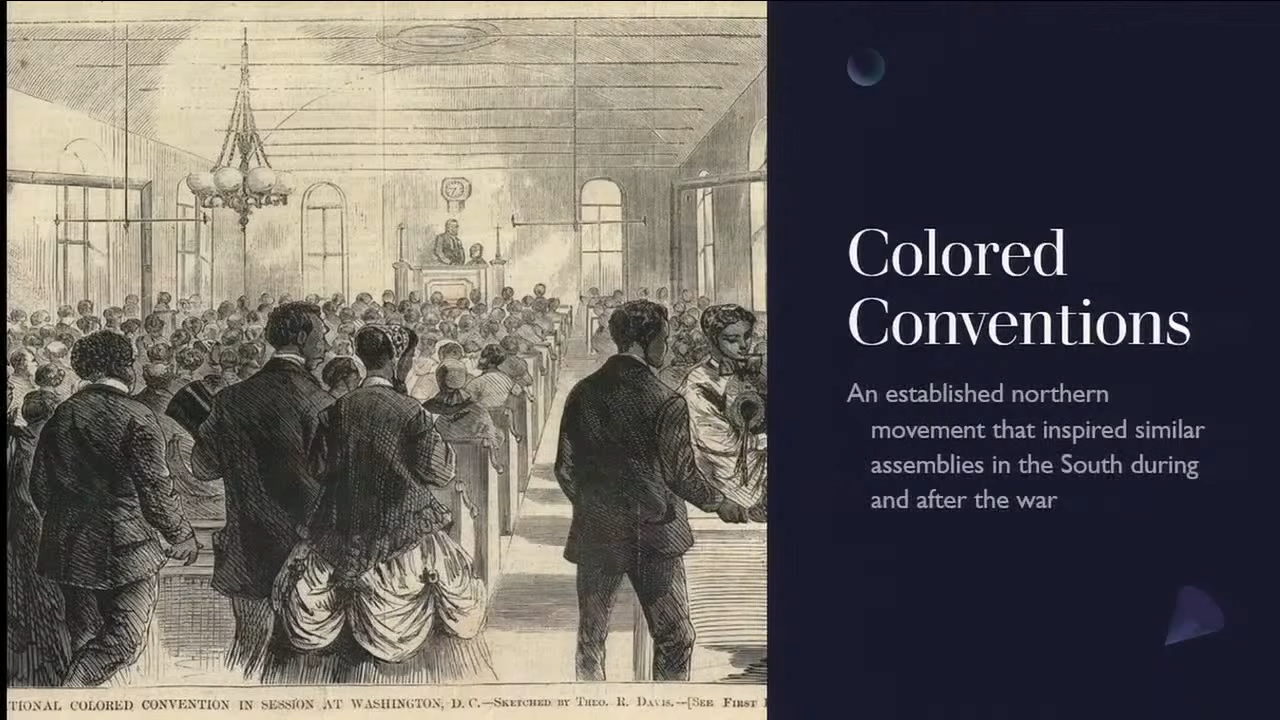 Colored
Conventions
An established northern
movement that inspired similar
assemblies in the South during
and after the war
TIONAL COLORED CONVENTION IN SESSION AT WASHINGTON, D. C.—Sketched by Theo. R. Davis.—[See First